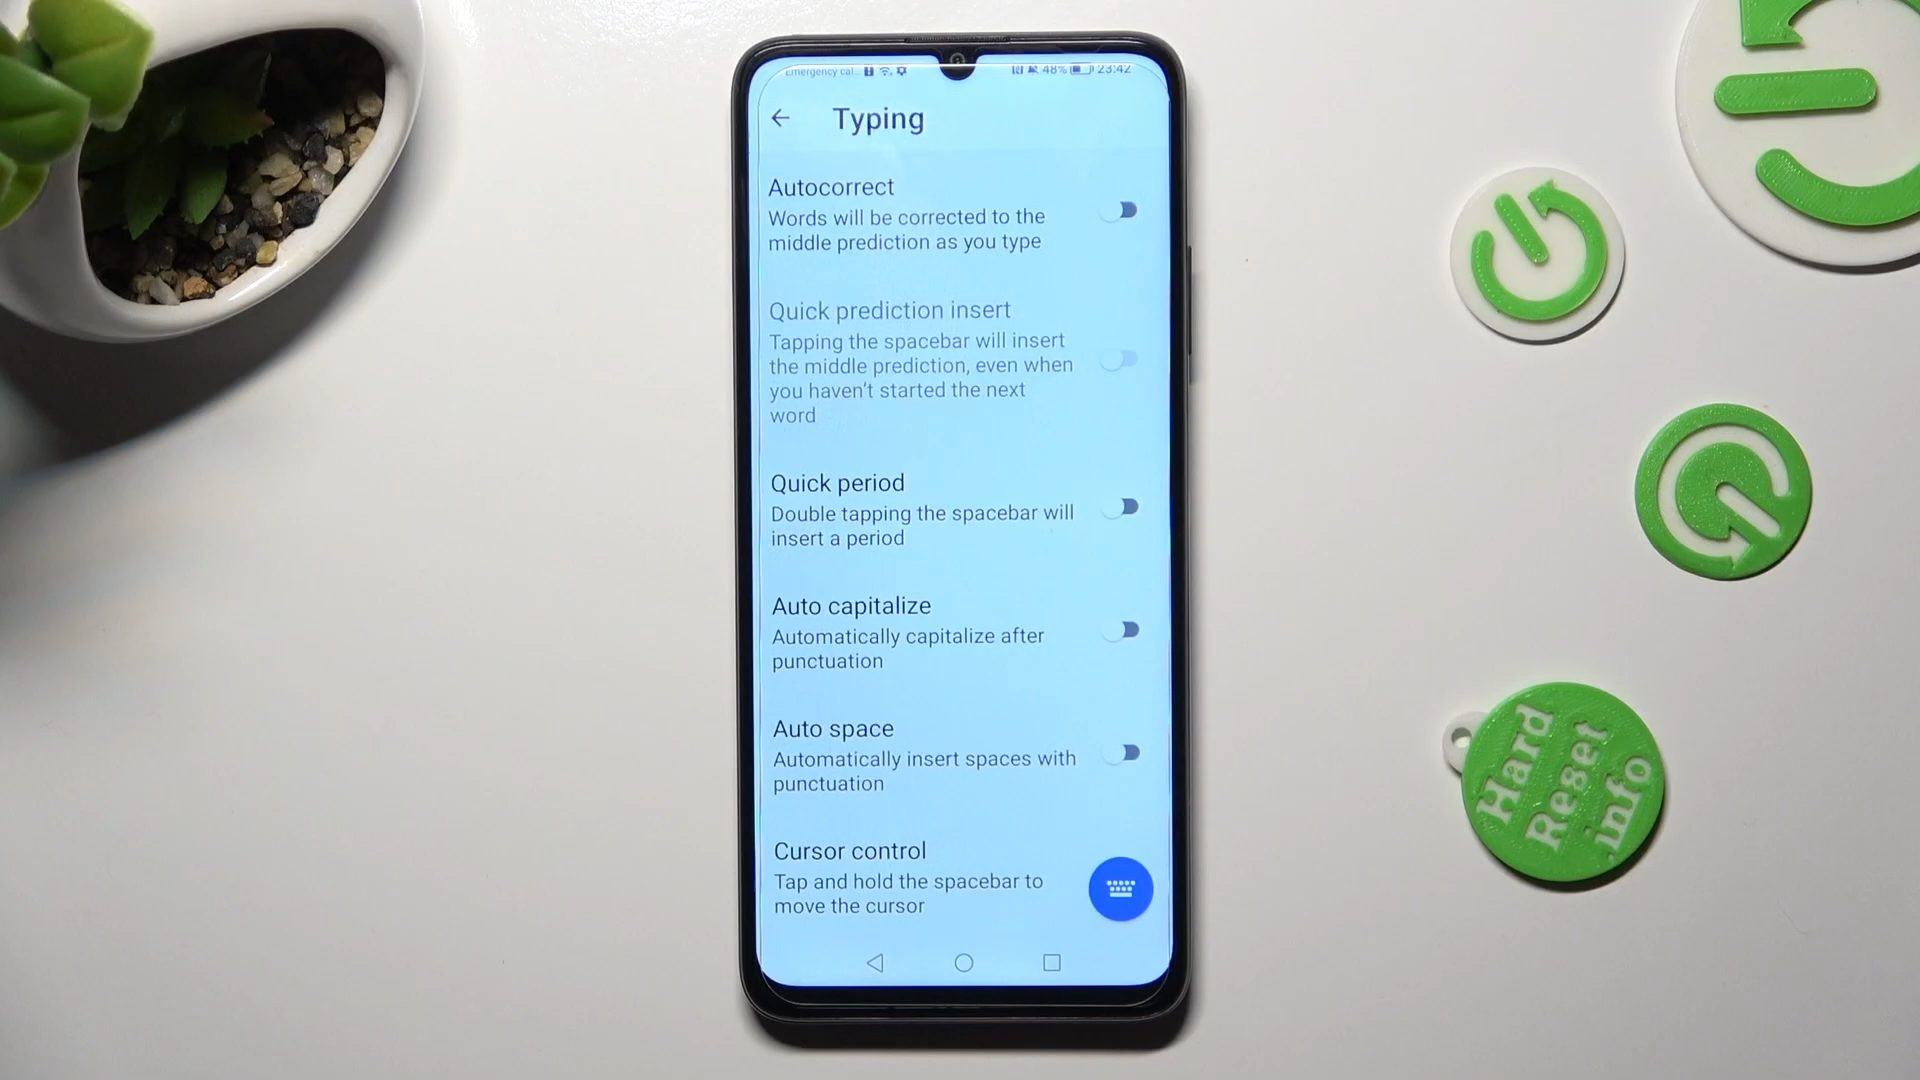 Emergency cal... 48% 23:42
Typing
Autocorrect
Words will be corrected to the
middle prediction as you type
Quick prediction insert
Tapping the spacebar will insert
the middle prediction, even when
you haven't started the next
word
Quick period
Double tapping the spacebar will
insert a period
Auto capitalize
Automatically capitalize after
punctuation
Auto space
Automatically insert spaces with
punctuation
Cursor control
Tap and hold the spacebar to
move the cursor
Hard
Reset
.info